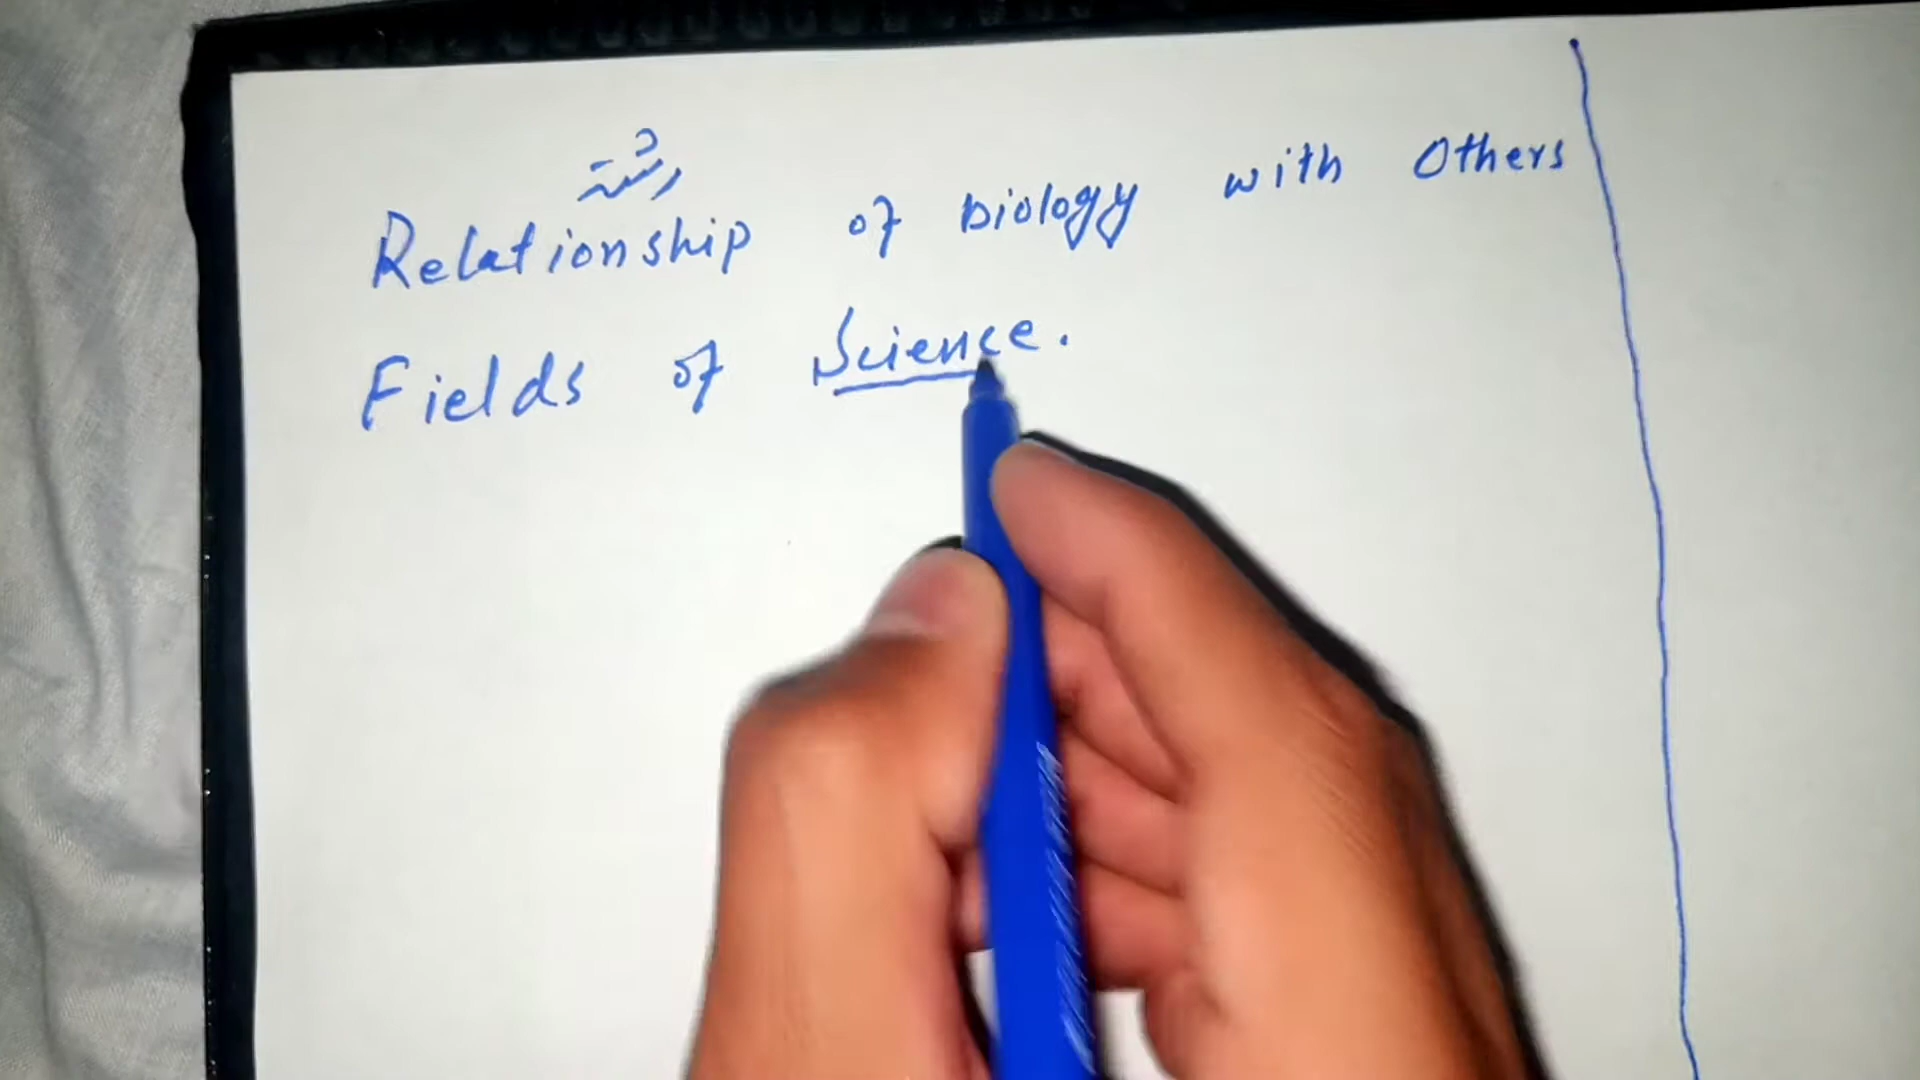 رشتہ
Relationship of Biology with Others
Fields of Science.